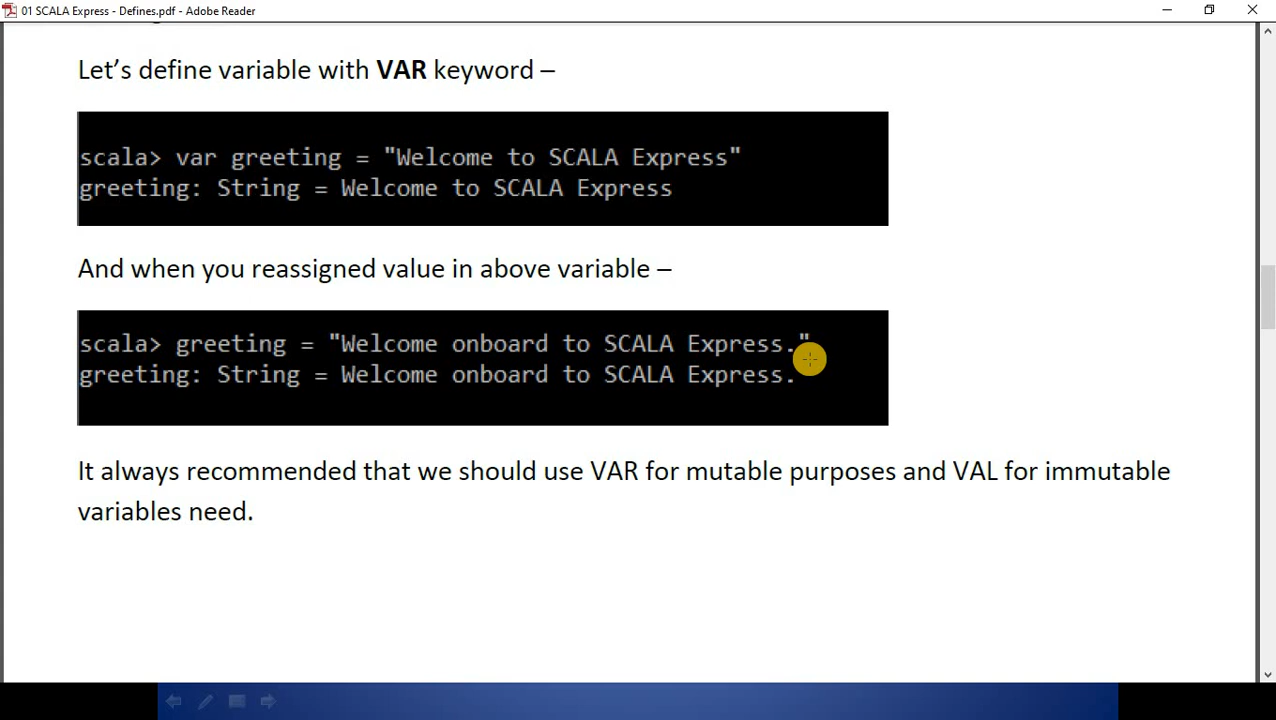 01 SCALA Express - Defines.pdf - Adobe Reader
Let’s define variable with VAR keyword –
scala> var greeting = "Welcome to SCALA Express"
greeting: String = Welcome to SCALA Express
And when you reassigned value in above variable –
scala> greeting = "Welcome onboard to SCALA Express."
greeting: String = Welcome onboard to SCALA Express.
It always recommended that we should use VAR for mutable purposes and VAL for immutable
variables need.